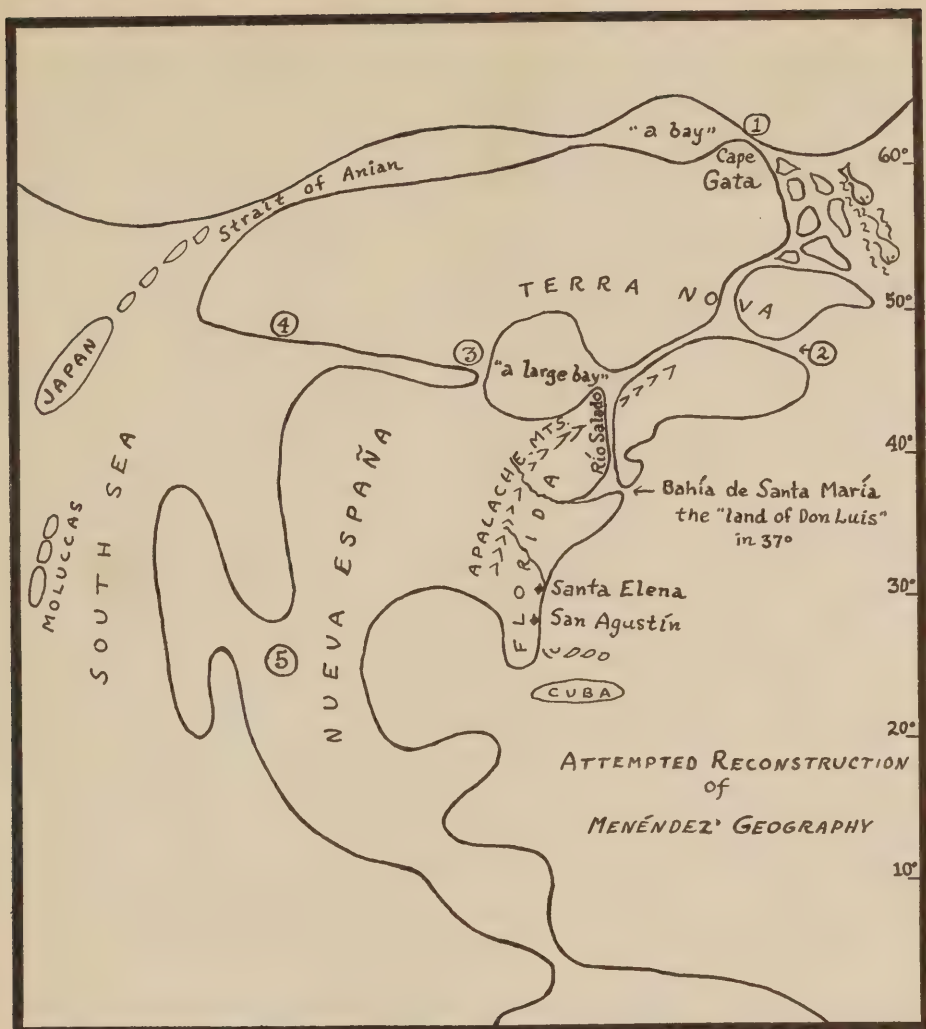 ①
"a bay"
Cape
Gata
60°
Strait of Anian
TERRA NOVA
50°
④
③
②
"a large bay"
JAPAN
Río Salado
40°
APALACHE MTS.
Bahía de Santa María
the "land of Don Luis"
in 37°
FLORIDA
MOLUCCAS
SOUTH SEA
NUEVA ESPAÑA
Santa Elena
30°
San Agustín
⑤
CUBA
20°
ATTEMPTED RECONSTRUCTION
of
MENÉNDEZ' GEOGRAPHY
10°